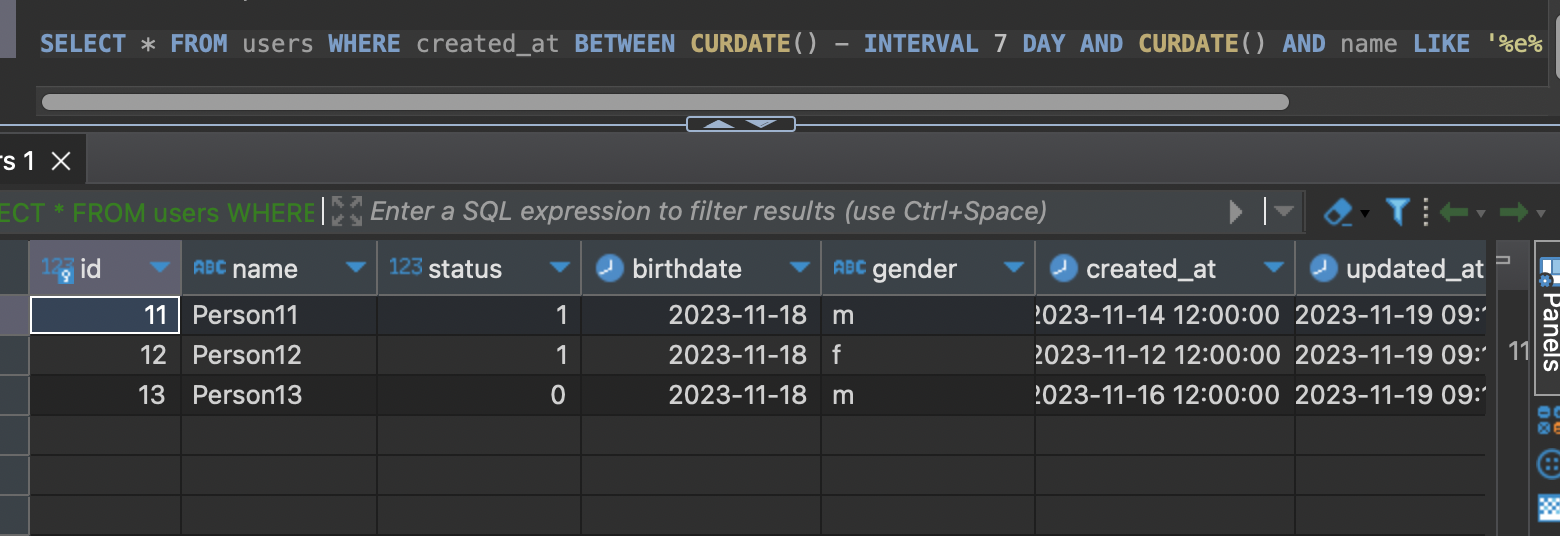 SELECT * FROM users WHERE created_at BETWEEN CURDATE() – INTERVAL 7 DAY AND CURDATE() AND name LIKE '%e%
rs 1
ECT * FROM users WHERE Enter a SQL expression to filter results (use Ctrl+Space)
123 id ABC name 123 status birthdate ABC gender created_at updated_at
11 Person11 1 2023-11-18 m 2023-11-14 12:00:00 2023-11-19 09:1
12 Person12 1 2023-11-18 f 2023-11-12 12:00:00 2023-11-19 09:1
13 Person13 0 2023-11-18 m 2023-11-16 12:00:00 2023-11-19 09:1
11
Panels